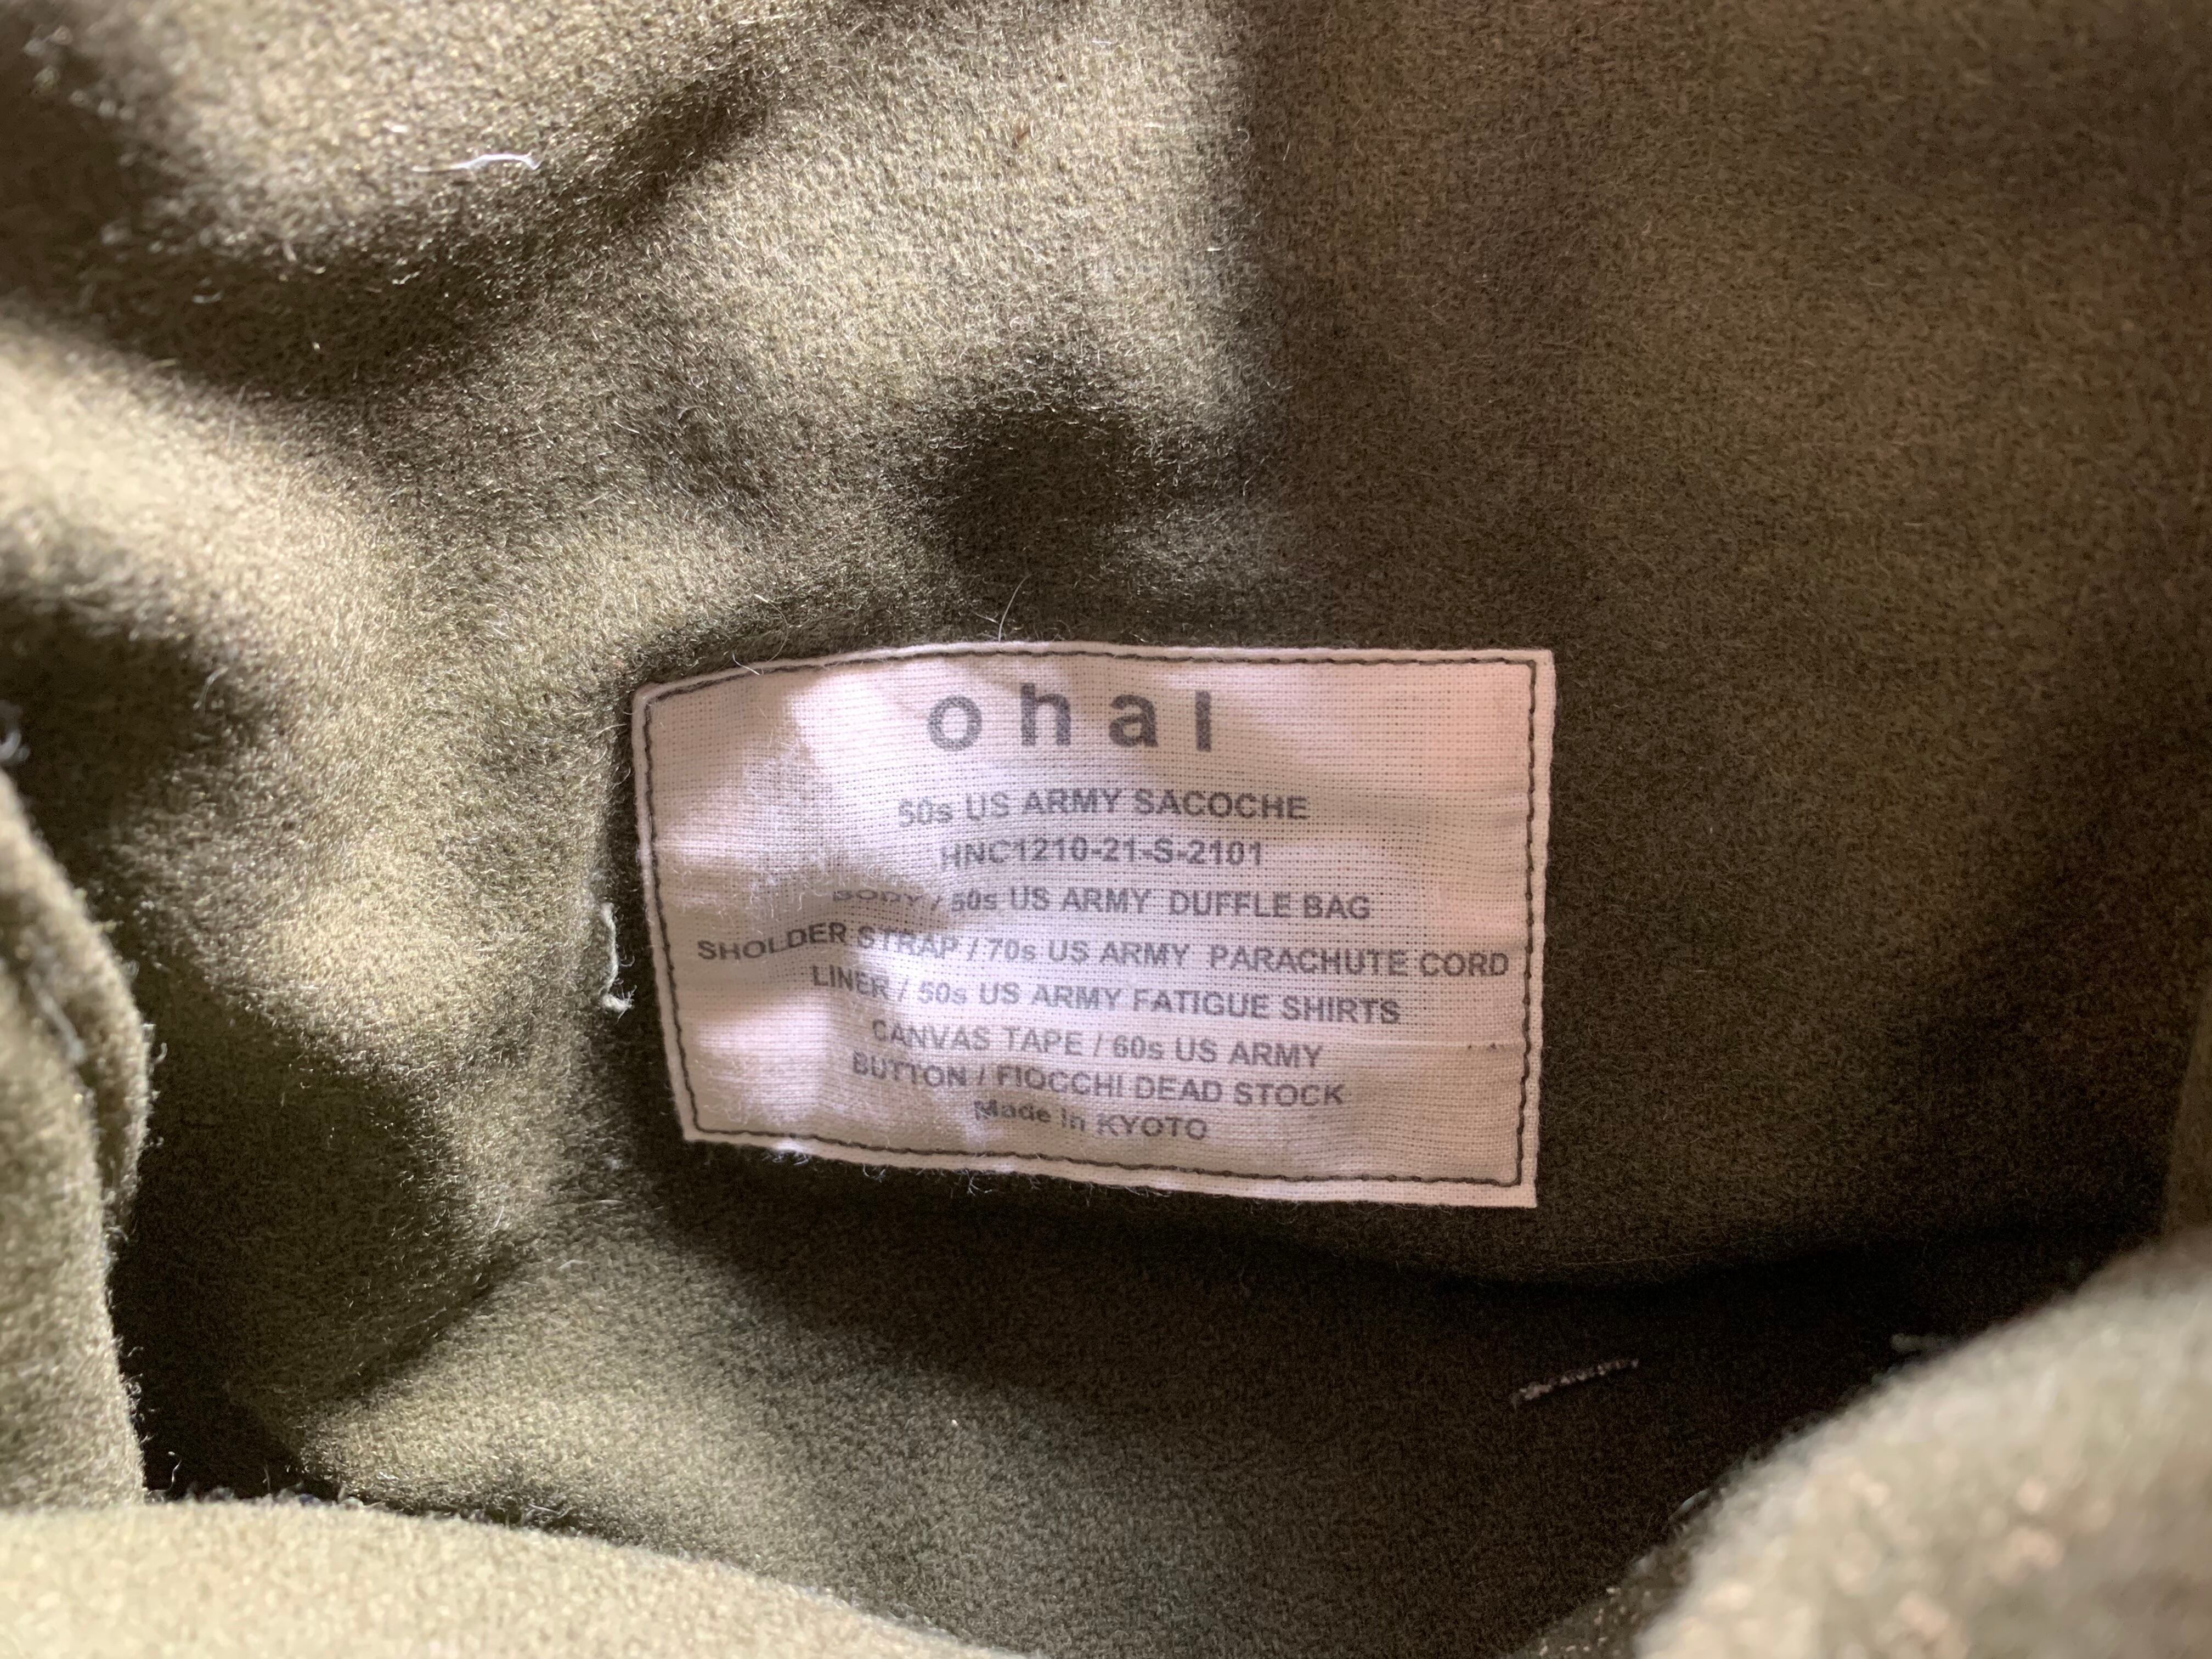 ohal
50s US ARMY SACOCHE
HNC1210-21-S-2101
BODY / 50s US ARMY DUFFLE BAG
SHOLDER STRAP / 70s US ARMY PARACHUTE CORD
LINER / 50s US ARMY FATIGUE SHIRTS
CANVAS TAPE / 60s US ARMY
BUTTON / FIOCCHI DEAD STOCK
Made in KYOTO